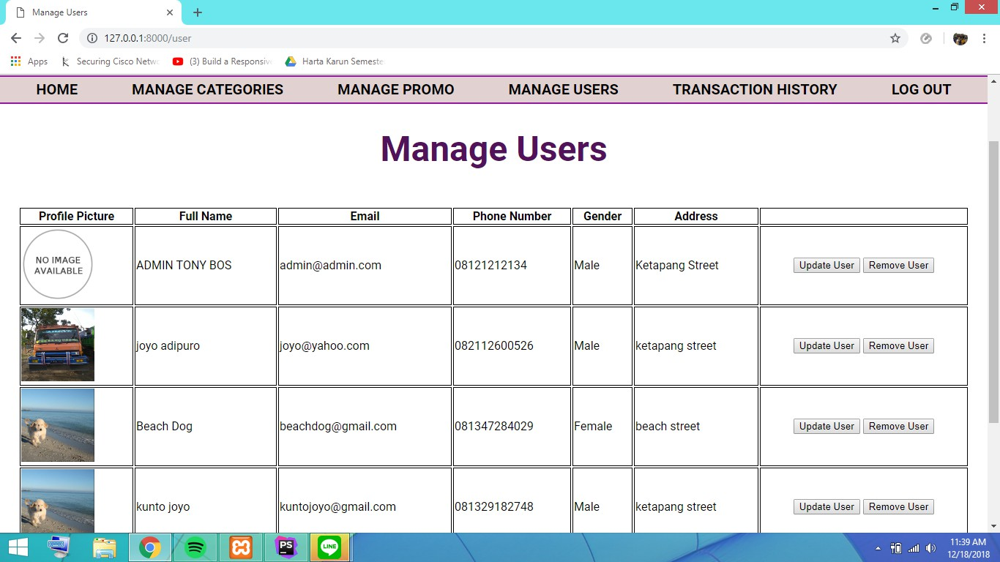 Manage Users
127.0.0.1:8000/user
Apps Securing Cisco Netwo (3) Build a Responsive Harta Karun Semeste
HOME MANAGE CATEGORIES MANAGE PROMO MANAGE USERS TRANSACTION HISTORY LOG OUT
Manage Users
Profile Picture Full Name Email Phone Number Gender Address
NO IMAGE AVAILABLE ADMIN TONY BOS admin@admin.com 08121212134 Male Ketapang Street Update User Remove User
joyo adipuro joyo@yahoo.com 082112600526 Male ketapang street Update User Remove User
Beach Dog beachdog@gmail.com 081347284029 Female beach street Update User Remove User
kunto joyo kuntojoyo@gmail.com 081329182748 Male ketapang street Update User Remove User
PS LINE 11:39 AM
12/18/2018